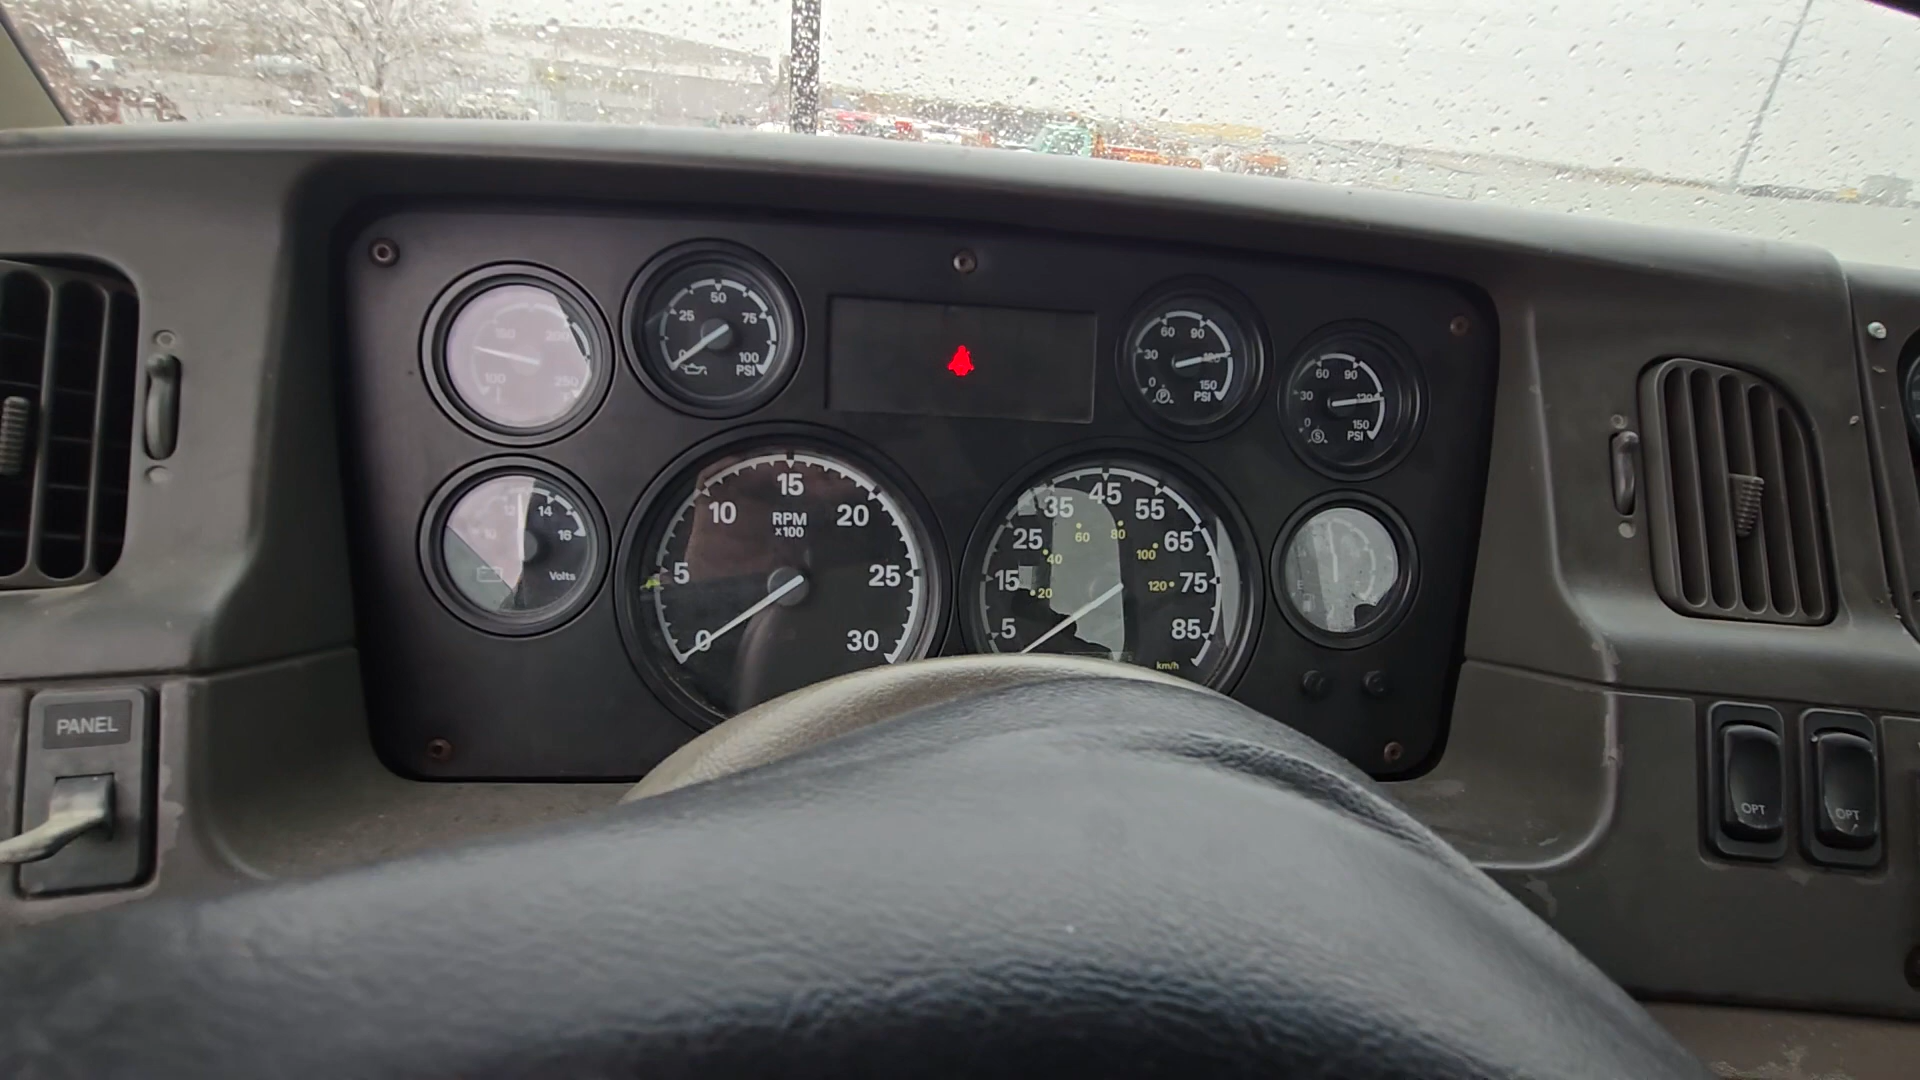 150 200
100 250
F
50
25 75
0 100
PSI
60 90
30 120
0 150
P PSI
60 90
30 120
0 150
S PSI
12 14
10 16
Volts
15
10 20
RPM
x100
5 25
0 30
45
35 55
25 65
15 75
5 85
60 80
40 100
20 120
km/h
E
PANEL
OPT
OPT